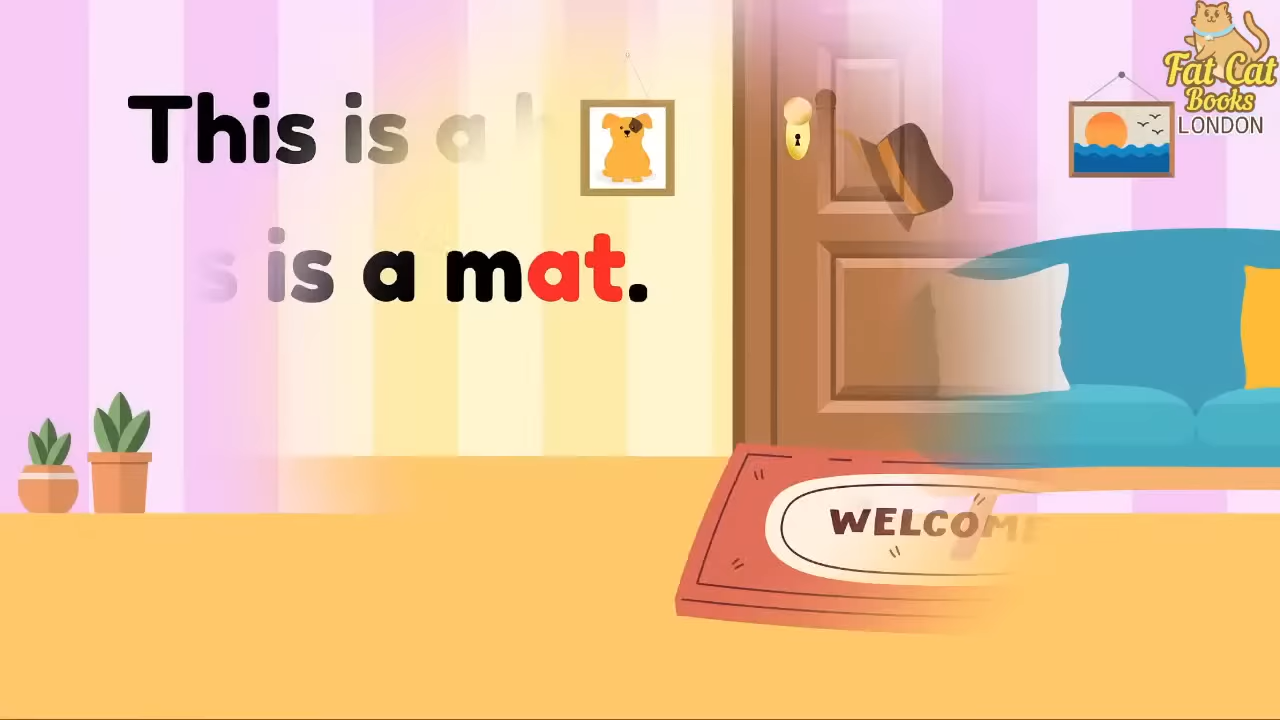 This is a
is a mat.
WELCOME
Fat Cat
Books
LONDON